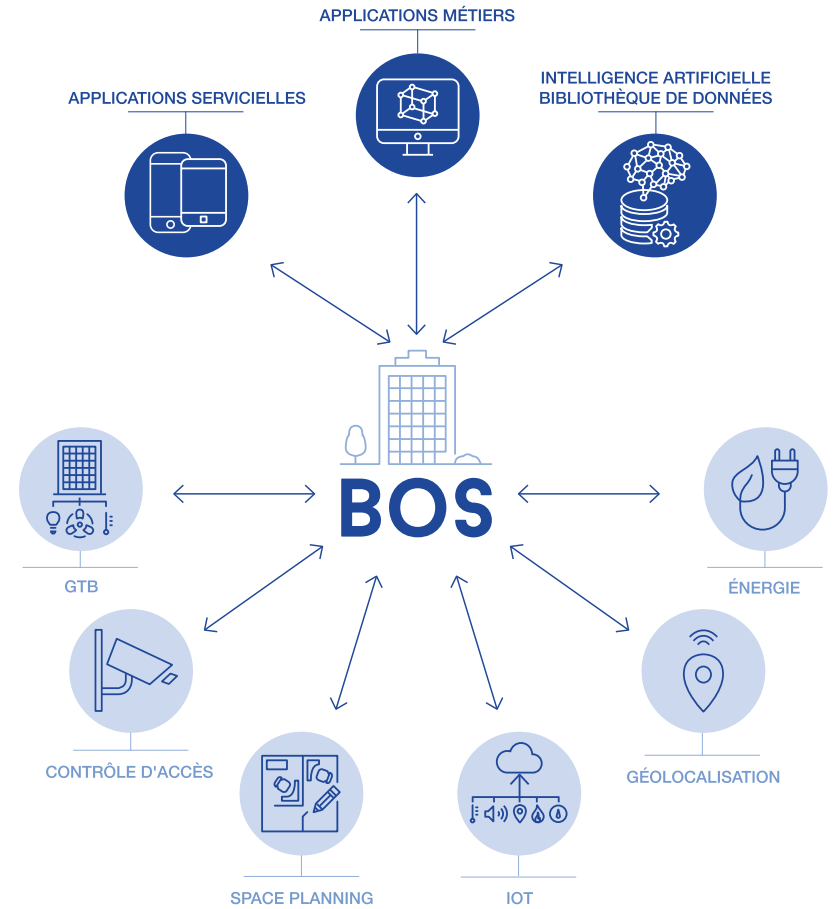 APPLICATIONS MÉTIERS
APPLICATIONS SERVICIELLES
INTELLIGENCE ARTIFICIELLE
BIBLIOTHÈQUE DE DONNÉES
BOS
GTB
ÉNERGIE
CONTRÔLE D'ACCÈS
GÉOLOCALISATION
SPACE PLANNING
IOT